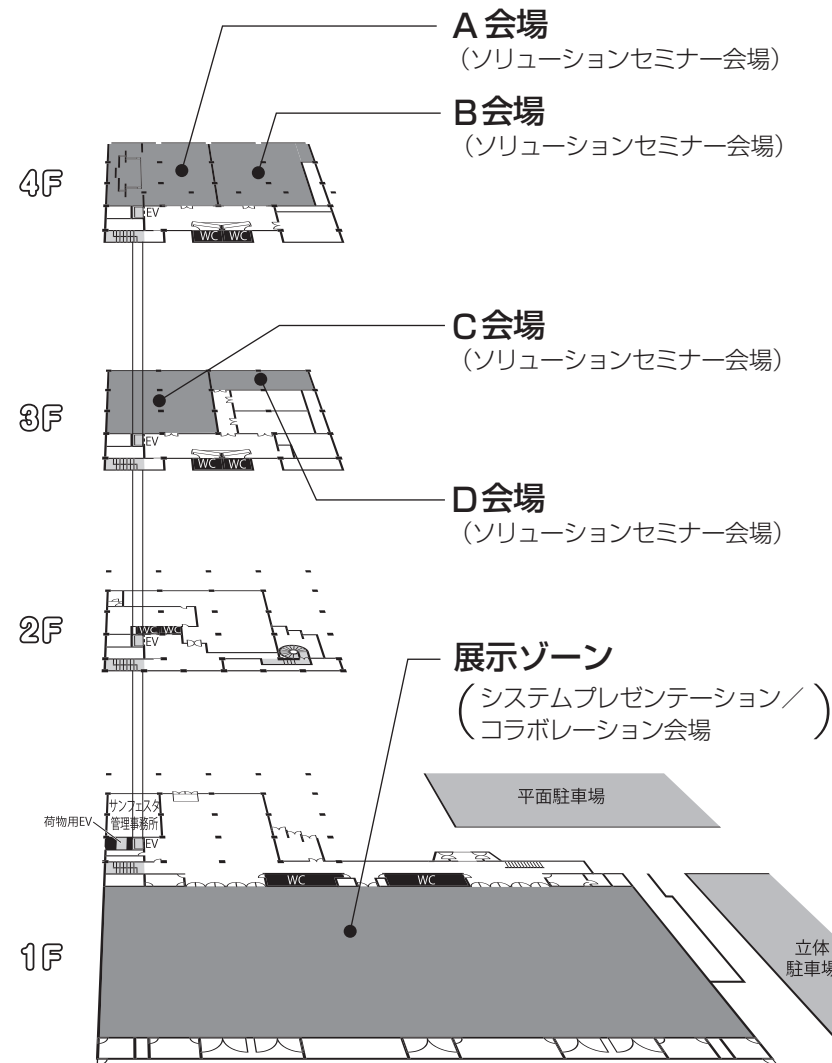 A会場
（ソリューションセミナー会場）
B会場
（ソリューションセミナー会場）
4F
EV
WC WC
C会場
（ソリューションセミナー会場）
3F
EV
WC WC
D会場
（ソリューションセミナー会場）
2F
WC WC
EV
展示ゾーン
（システムプレゼンテーション／
コラボレーション会場）
平面駐車場
サンフェスタ
管理事務所
荷物用EV
EV
WC
WC
1F
立体
駐車場